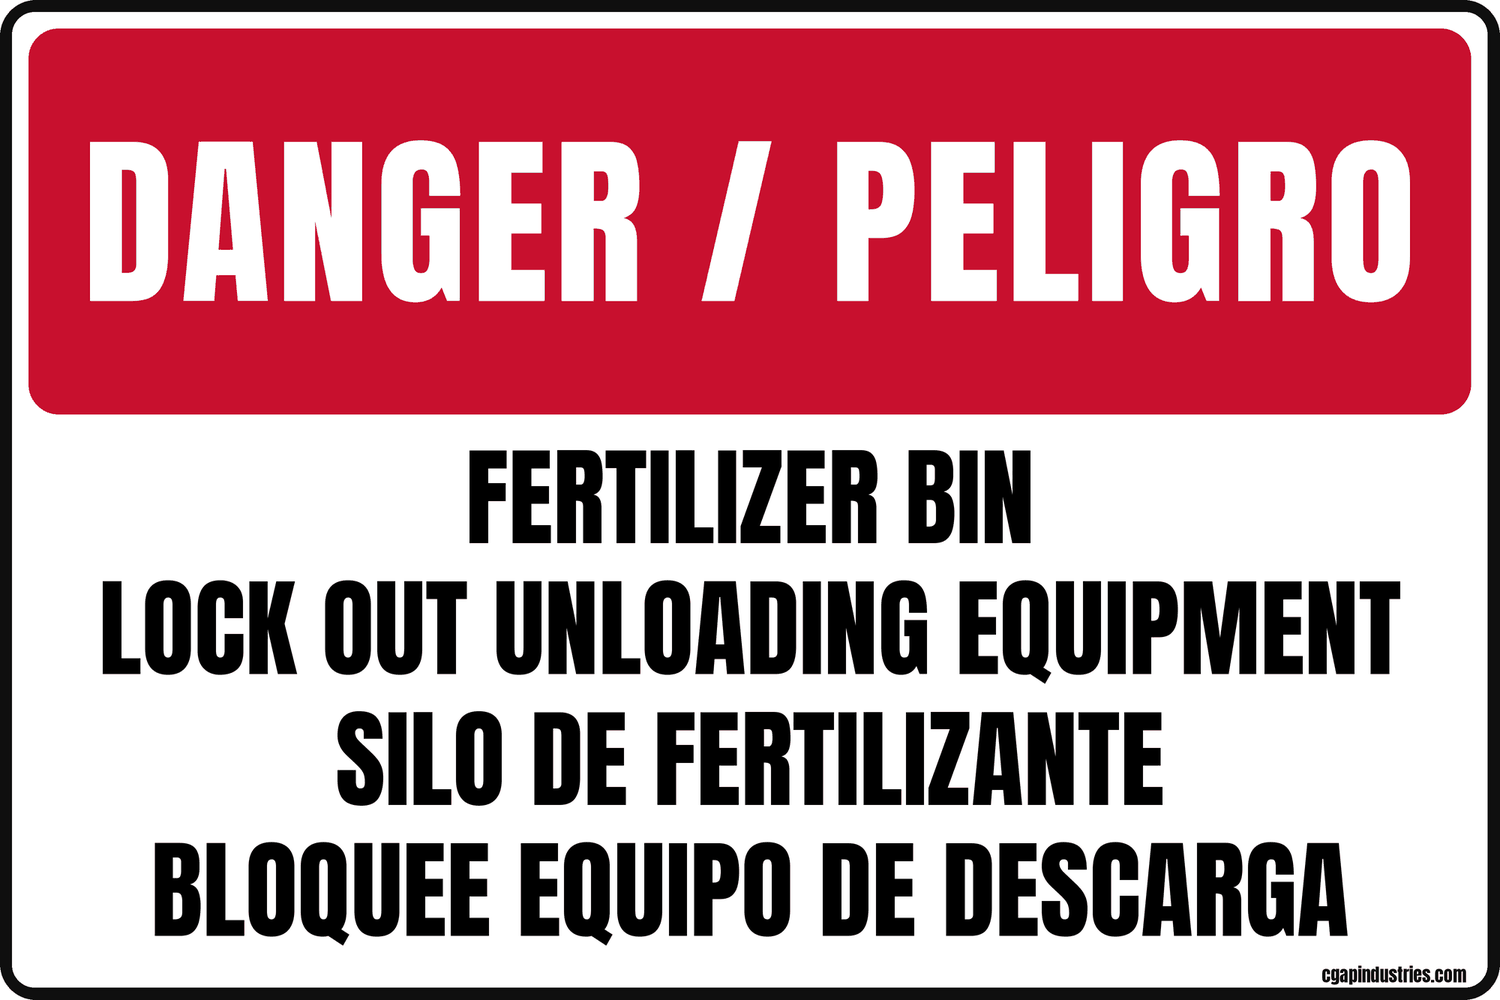 DANGER / PELIGRO
FERTILIZER BIN
LOCK OUT UNLOADING EQUIPMENT
SILO DE FERTILIZANTE
BLOQUEE EQUIPO DE DESCARGA
cgapindustries.com